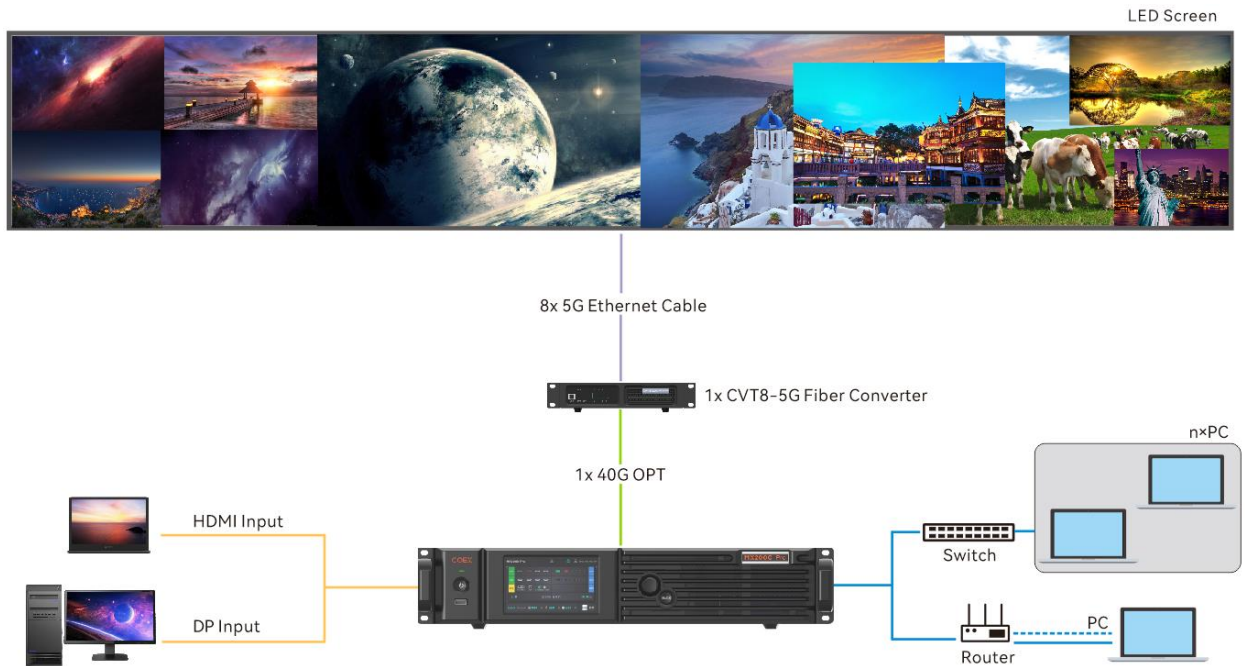 LED Screen
8x 5G Ethernet Cable
1x CVT8-5G Fiber Converter
n×PC
1x 40G OPT
HDMI Input
COEX
Switch
DP Input
PC
Router